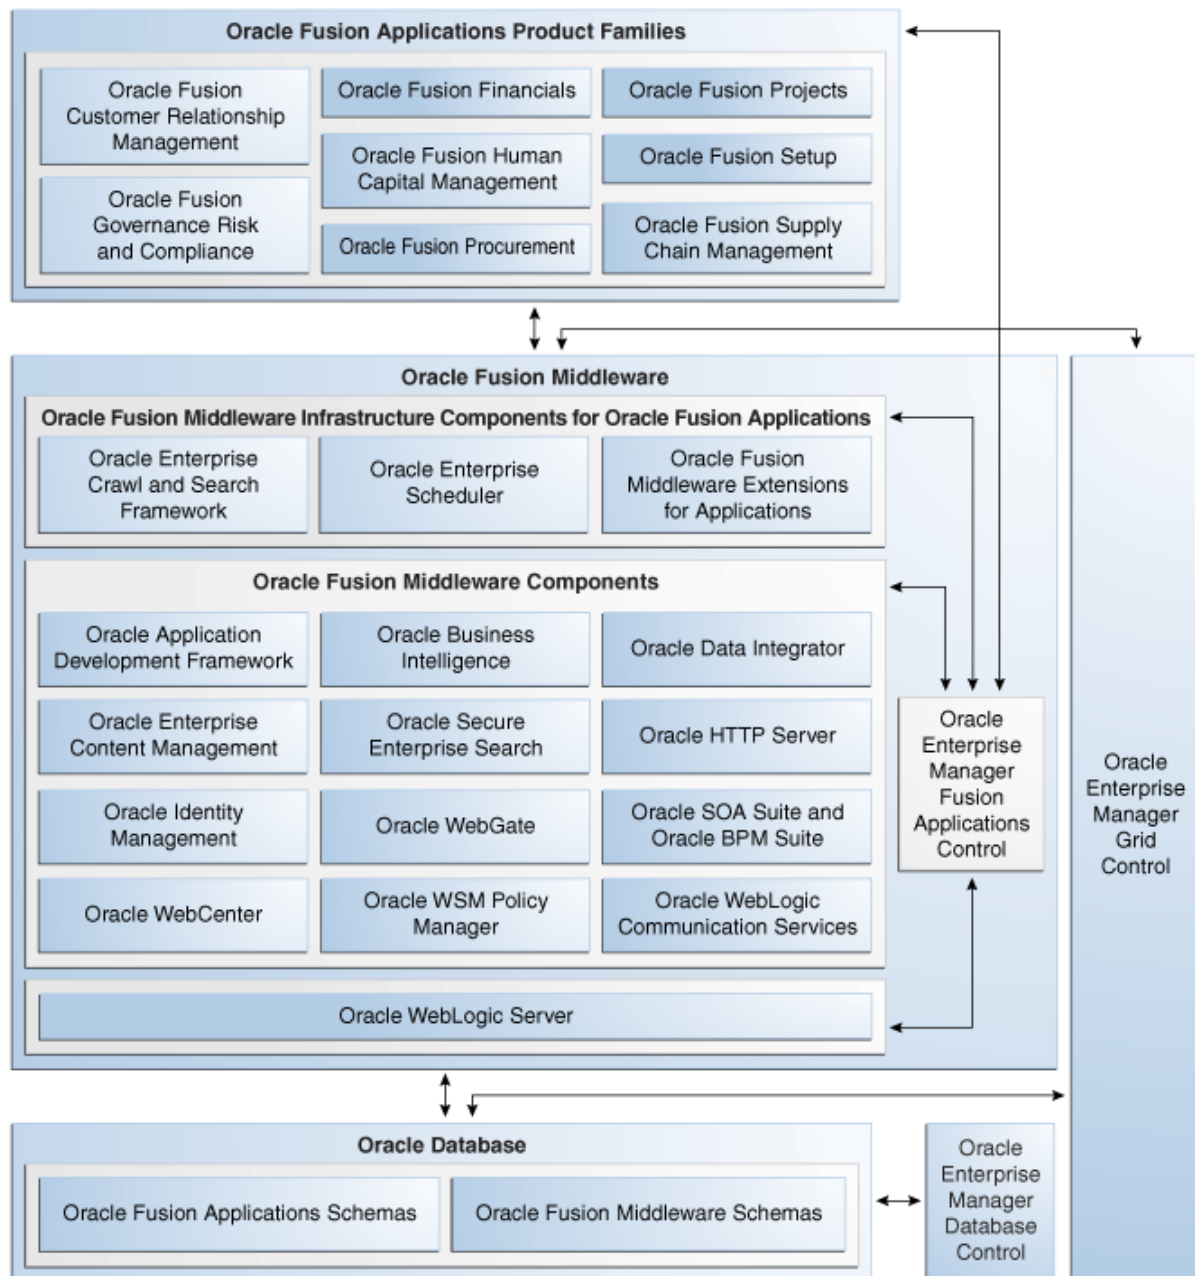 Oracle Fusion Applications Product Families
Oracle Fusion
Customer Relationship
Management
Oracle Fusion
Governance Risk
and Compliance
Oracle Fusion Financials
Oracle Fusion Human
Capital Management
Oracle Fusion Procurement
Oracle Fusion Projects
Oracle Fusion Setup
Oracle Fusion Supply
Chain Management
Oracle Fusion Middleware
Oracle Fusion Middleware Infrastructure Components for Oracle Fusion Applications
Oracle Enterprise
Crawl and Search
Framework
Oracle Enterprise
Scheduler
Oracle Fusion
Middleware Extensions
for Applications
Oracle Fusion Middleware Components
Oracle Application
Development Framework
Oracle Business
Intelligence
Oracle Data Integrator
Oracle Enterprise
Content Management
Oracle Secure
Enterprise Search
Oracle HTTP Server
Oracle Identity
Management
Oracle WebGate
Oracle SOA Suite and
Oracle BPM Suite
Oracle WebCenter
Oracle WSM Policy
Manager
Oracle WebLogic
Communication Services
Oracle WebLogic Server
Oracle
Enterprise
Manager
Fusion
Applications
Control
Oracle
Enterprise
Manager
Grid
Control
Oracle Database
Oracle Fusion Applications Schemas
Oracle Fusion Middleware Schemas
Oracle
Enterprise
Manager
Database
Control